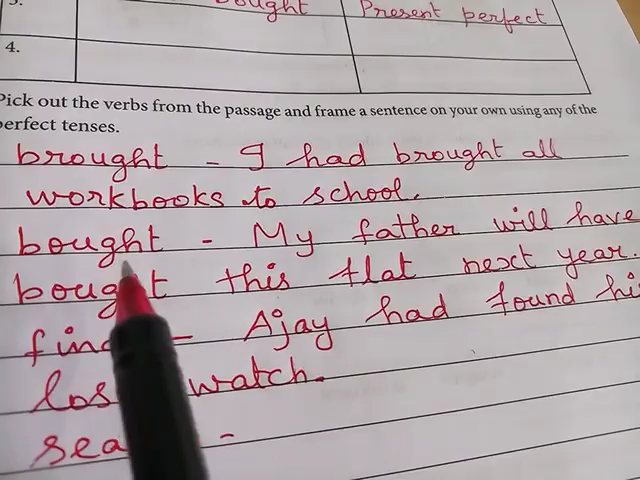 bought Present perfect
4.
Pick out the verbs from the passage and frame a sentence on your own using any of the
perfect tenses.
brought - I had brought all
workbooks to school.
bought - My father will have
bought this flat next year.
- Ajay had found
watch.
-